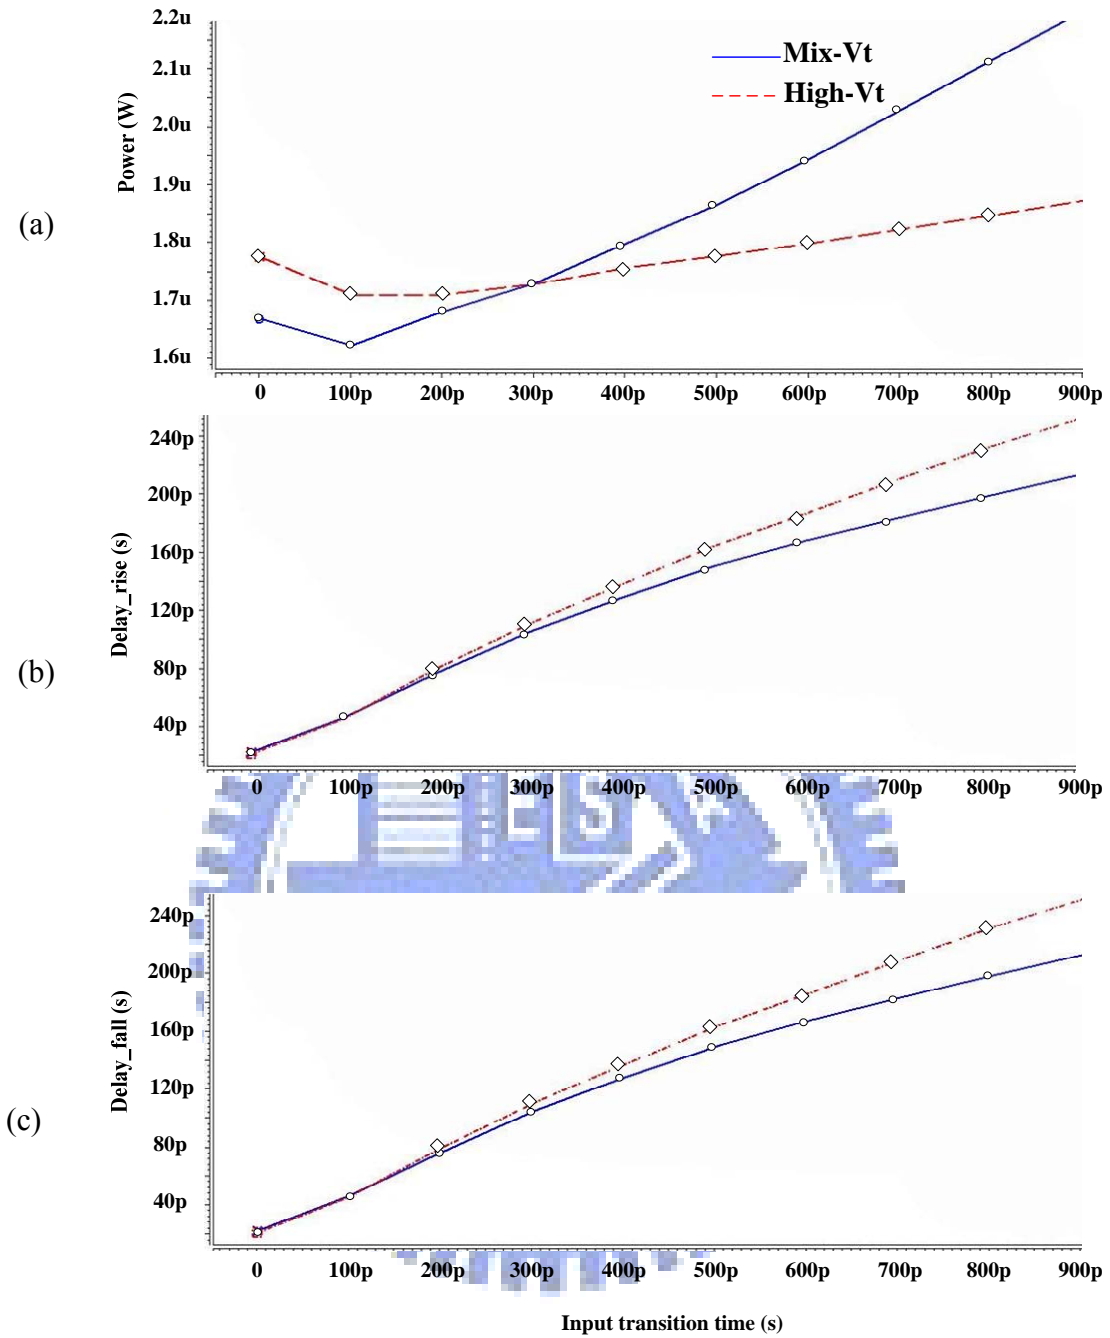 2.2u
2.1u
2.0u
1.9u
1.8u
1.7u
1.6u
Power (W)
(a)
Mix-Vt
High-Vt
0 100p 200p 300p 400p 500p 600p 700p 800p 900p
240p
200p
160p
120p
80p
40p
Delay_rise (s)
(b)
0 100p 200p 300p 400p 500p 600p 700p 800p 900p
240p
200p
160p
120p
80p
40p
Delay_fall (s)
(c)
0 100p 200p 300p 400p 500p 600p 700p 800p 900p
Input transition time (s)